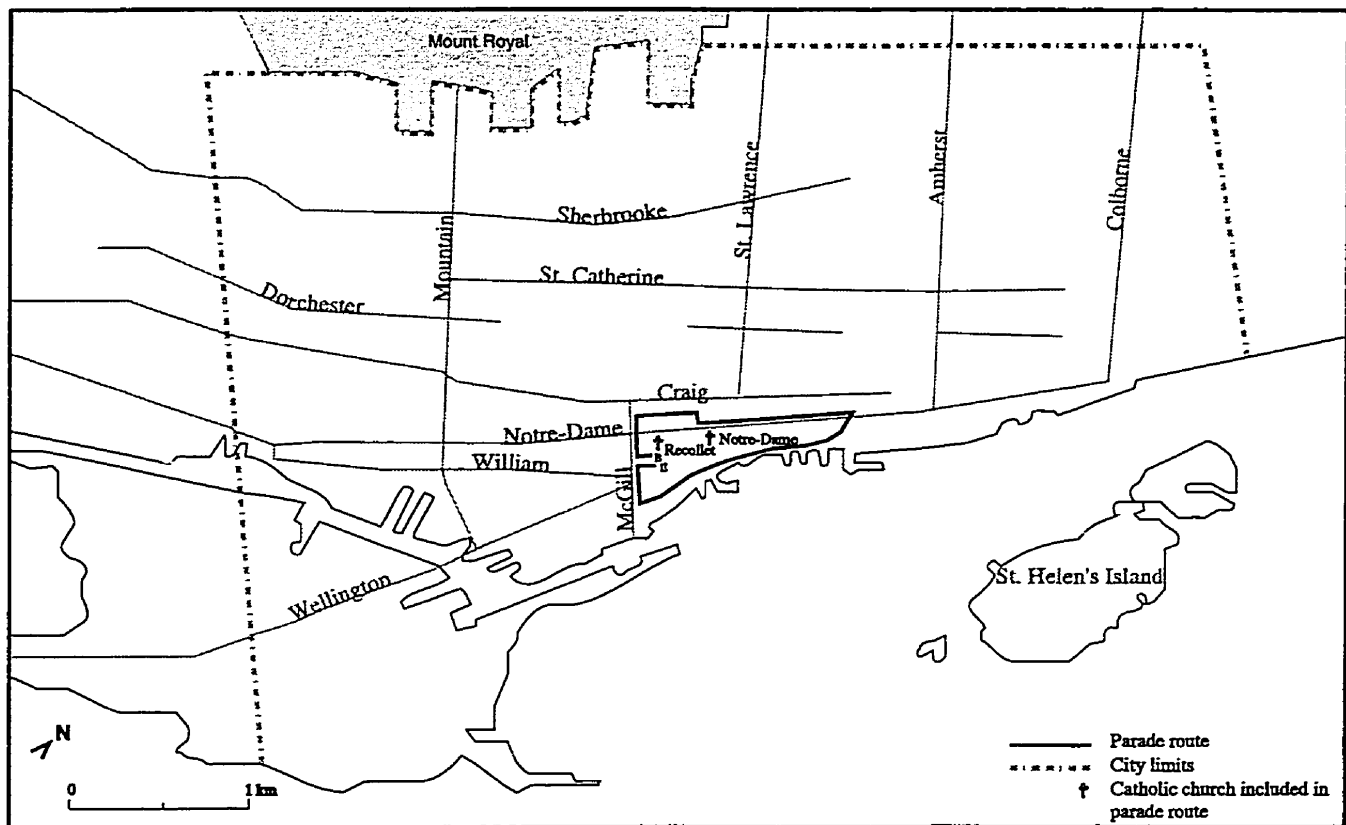 Mount Royal
St. Lawrence
Amherst
Colborne
Sherbrooke
Mountain
St. Catherine
Dorchester
Craig
Notre-Dame
Notre-Dame
Recollet
William
B
E
McGill
Wellington
St. Helen's Island
N
0 1 km
Parade route
City limits
Catholic church included in
parade route